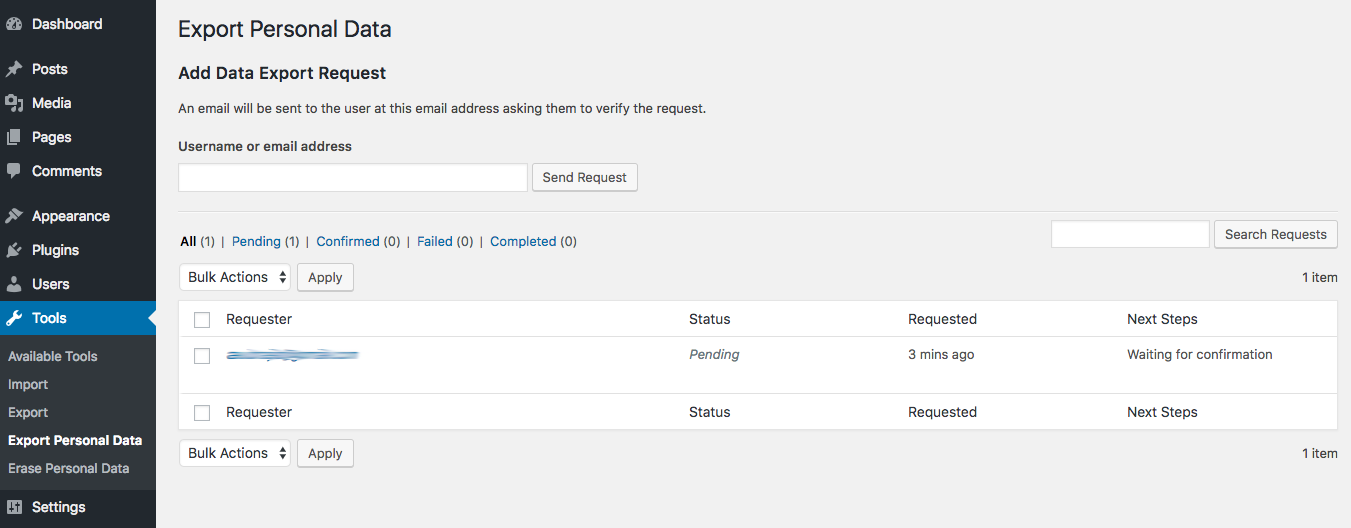 Dashboard
Posts
Media
Pages
Comments
Appearance
Plugins
Users
Tools
Available Tools
Import
Export
Export Personal Data
Erase Personal Data
Settings
Export Personal Data
Add Data Export Request
An email will be sent to the user at this email address asking them to verify the request.
Username or email address
Send Request
All (1) | Pending (1) | Confirmed (0) | Failed (0) | Completed (0)
Search Requests
Bulk Actions Apply 1 item
Requester Status Requested Next Steps
Pending 3 mins ago Waiting for confirmation
Requester Status Requested Next Steps
Bulk Actions Apply 1 item